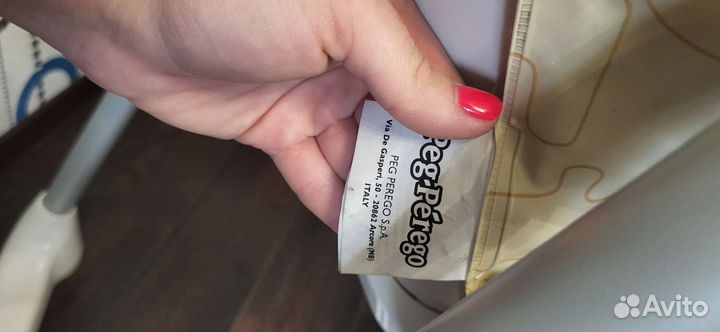 Peg-Pérego
PEG PEREGO S.p.A.
Via De Gasperi, 50 - 20862 Arcore (MB)
ITALY
Avito